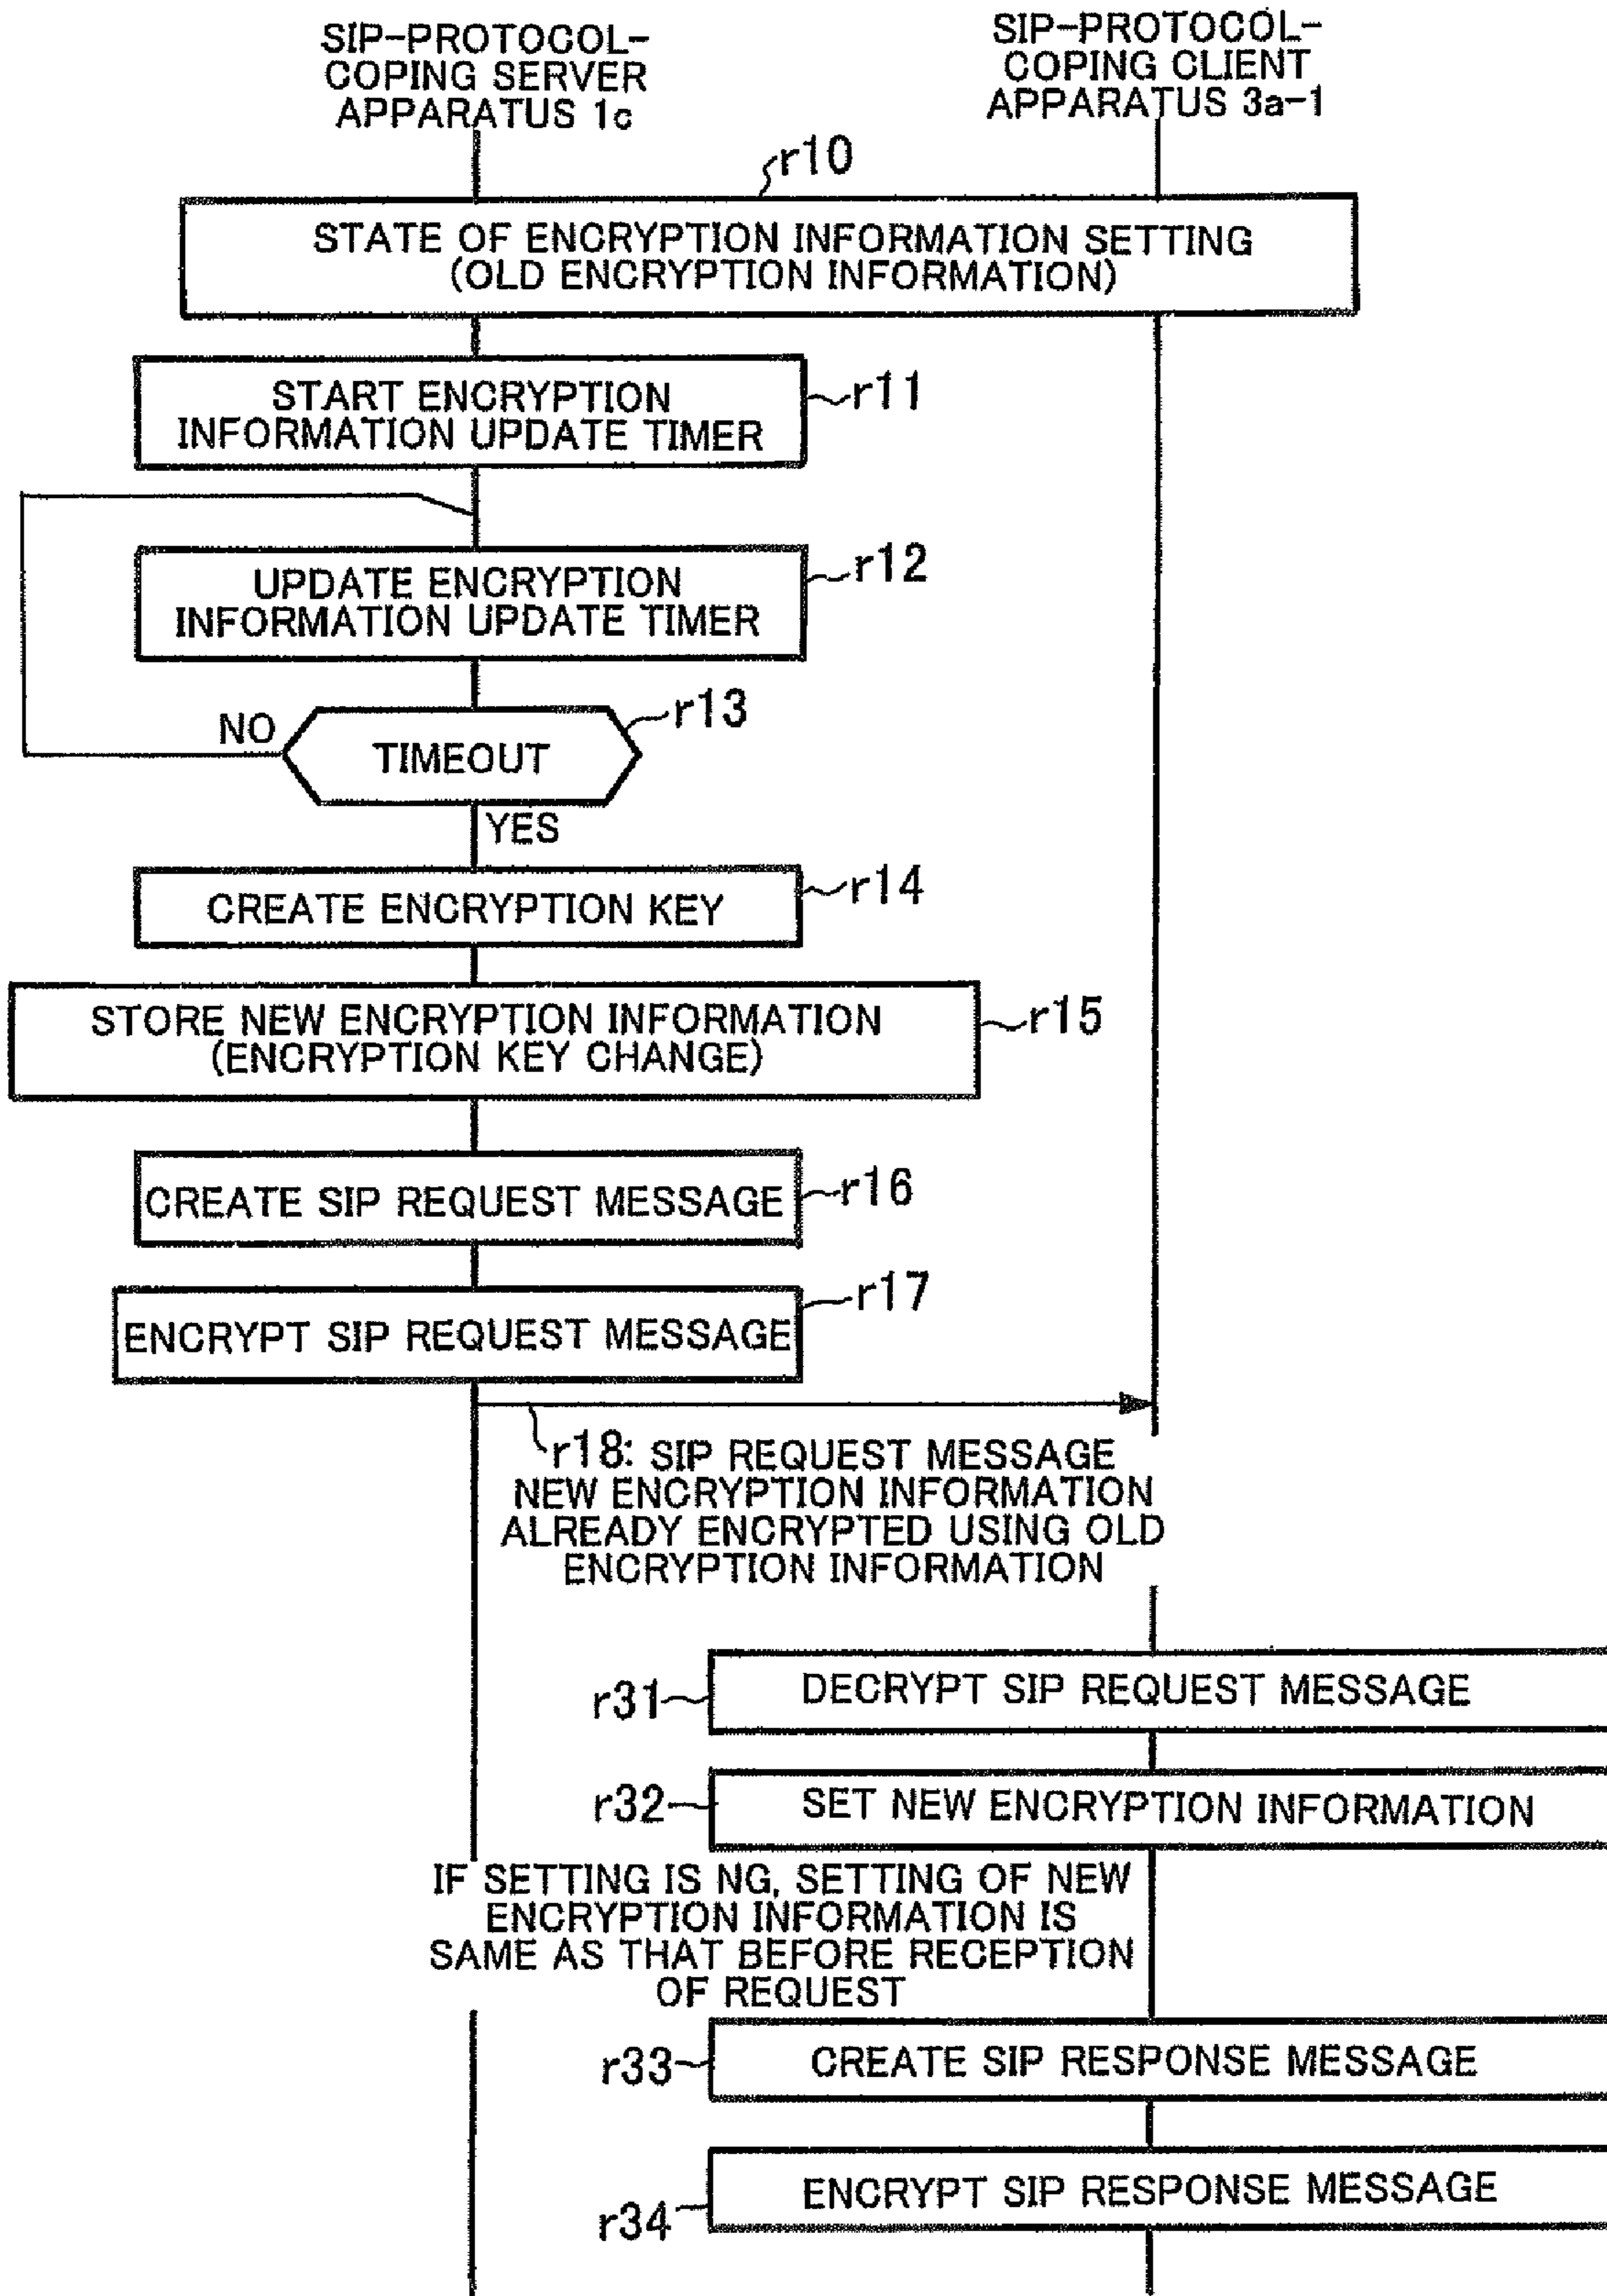 SIP-PROTOCOL-
COPING SERVER
APPARATUS 1c
SIP-PROTOCOL-
COPING CLIENT
APPARATUS 3a-1
r10
STATE OF ENCRYPTION INFORMATION SETTING
(OLD ENCRYPTION INFORMATION)
START ENCRYPTION
INFORMATION UPDATE TIMER
r11
UPDATE ENCRYPTION
INFORMATION UPDATE TIMER
r12
NO
TIMEOUT
r13
YES
CREATE ENCRYPTION KEY
r14
STORE NEW ENCRYPTION INFORMATION
(ENCRYPTION KEY CHANGE)
r15
CREATE SIP REQUEST MESSAGE
r16
ENCRYPT SIP REQUEST MESSAGE
r17
r18: SIP REQUEST MESSAGE
NEW ENCRYPTION INFORMATION
ALREADY ENCRYPTED USING OLD
ENCRYPTION INFORMATION
r31
DECRYPT SIP REQUEST MESSAGE
r32
SET NEW ENCRYPTION INFORMATION
IF SETTING IS NG, SETTING OF NEW
ENCRYPTION INFORMATION IS
SAME AS THAT BEFORE RECEPTION
OF REQUEST
r33
CREATE SIP RESPONSE MESSAGE
r34
ENCRYPT SIP RESPONSE MESSAGE